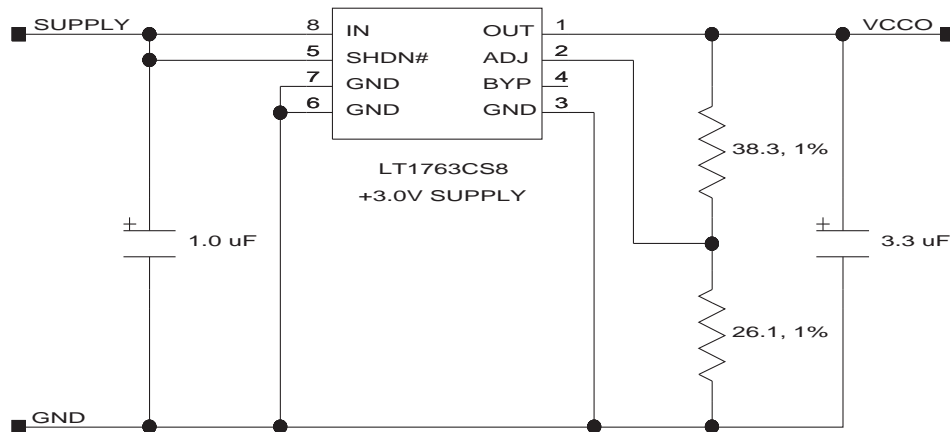 SUPPLY 8 IN OUT 1 VCCO
5 SHDN# ADJ 2
7 GND BYP 4
6 GND GND 3
LT1763CS8
+3.0V SUPPLY
38.3, 1%
+ 1.0 uF
+ 3.3 uF
26.1, 1%
GND